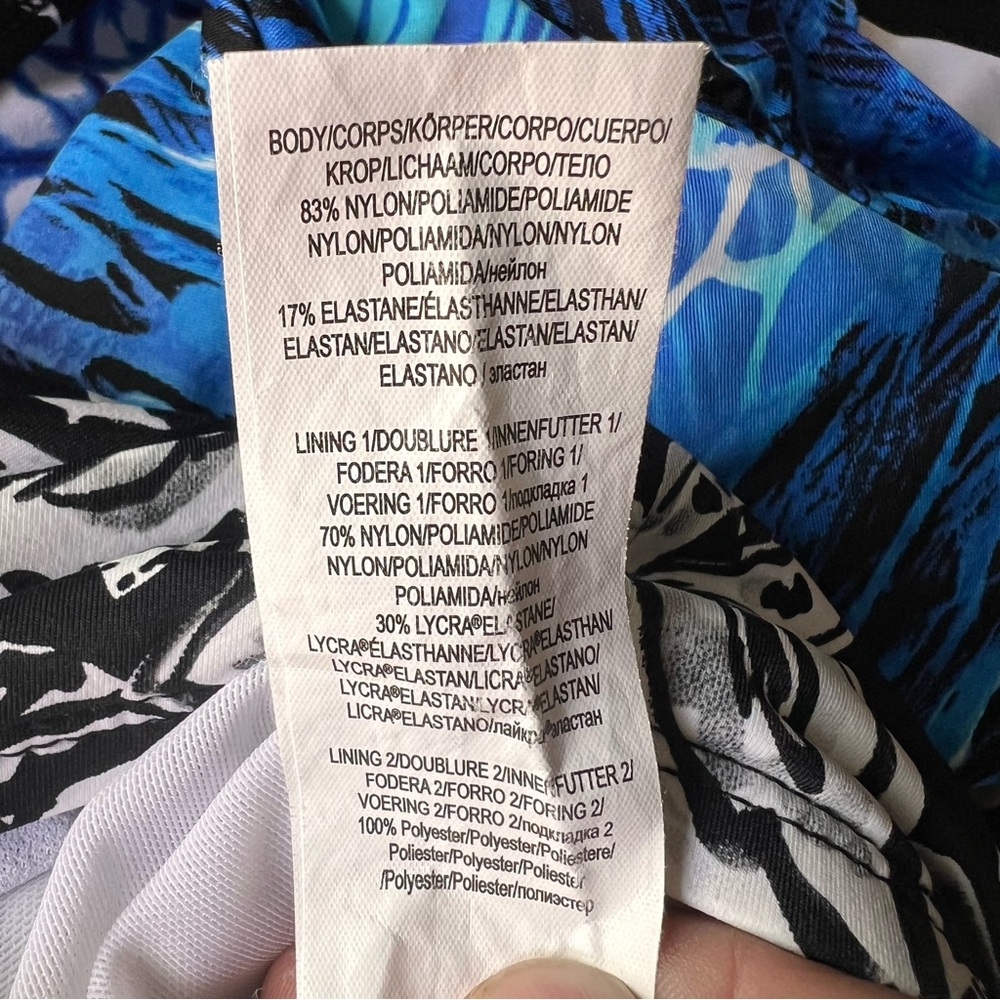 BODY/CORPS/KÖRPER/CORPO/CUERPO/
KROP/LICHAAM/CORPO/ТЕЛО
83% NYLON/POLIAMIDE/POLIAMIDE
NYLON/POLIAMIDA/NYLON/NYLON
POLIAMIDA/нейлон
17% ELASTANE/ÉLASTHANNE/ELASTHAN/
ELASTAN/ELASTANO/ELASTAN/ELASTAN/
ELASTANO / эластан
LINING 1/DOUBLURE 1/INNENFUTTER 1/
FODERA 1/FORRO 1/FORING 1/
VOERING 1/FORRO 1/подкладка 1
70% NYLON/POLIAMIDE/POLIAMIDE
NYLON/POLIAMIDA/NYLON/NYLON
POLIAMIDA/нейлон
30% LYCRA®ELASTANE/
LYCRA®ÉLASTHANNE/LYCRA®ELASTHAN/
LYCRA®ELASTAN/LICRA®ELASTANO/
LYCRA®ELASTAN/LYCRA®ELASTAN/
LICRA®ELASTANO/лайкра®эластан
LINING 2/DOUBLURE 2/INNENFUTTER 2/
FODERA 2/FORRO 2/FORING 2/
VOERING 2/FORRO 2/подкладка 2
100% Polyester/Polyester/Poliestere/
Poliester/Polyester/Poliester
/Polyester/Poliester/полиэстер